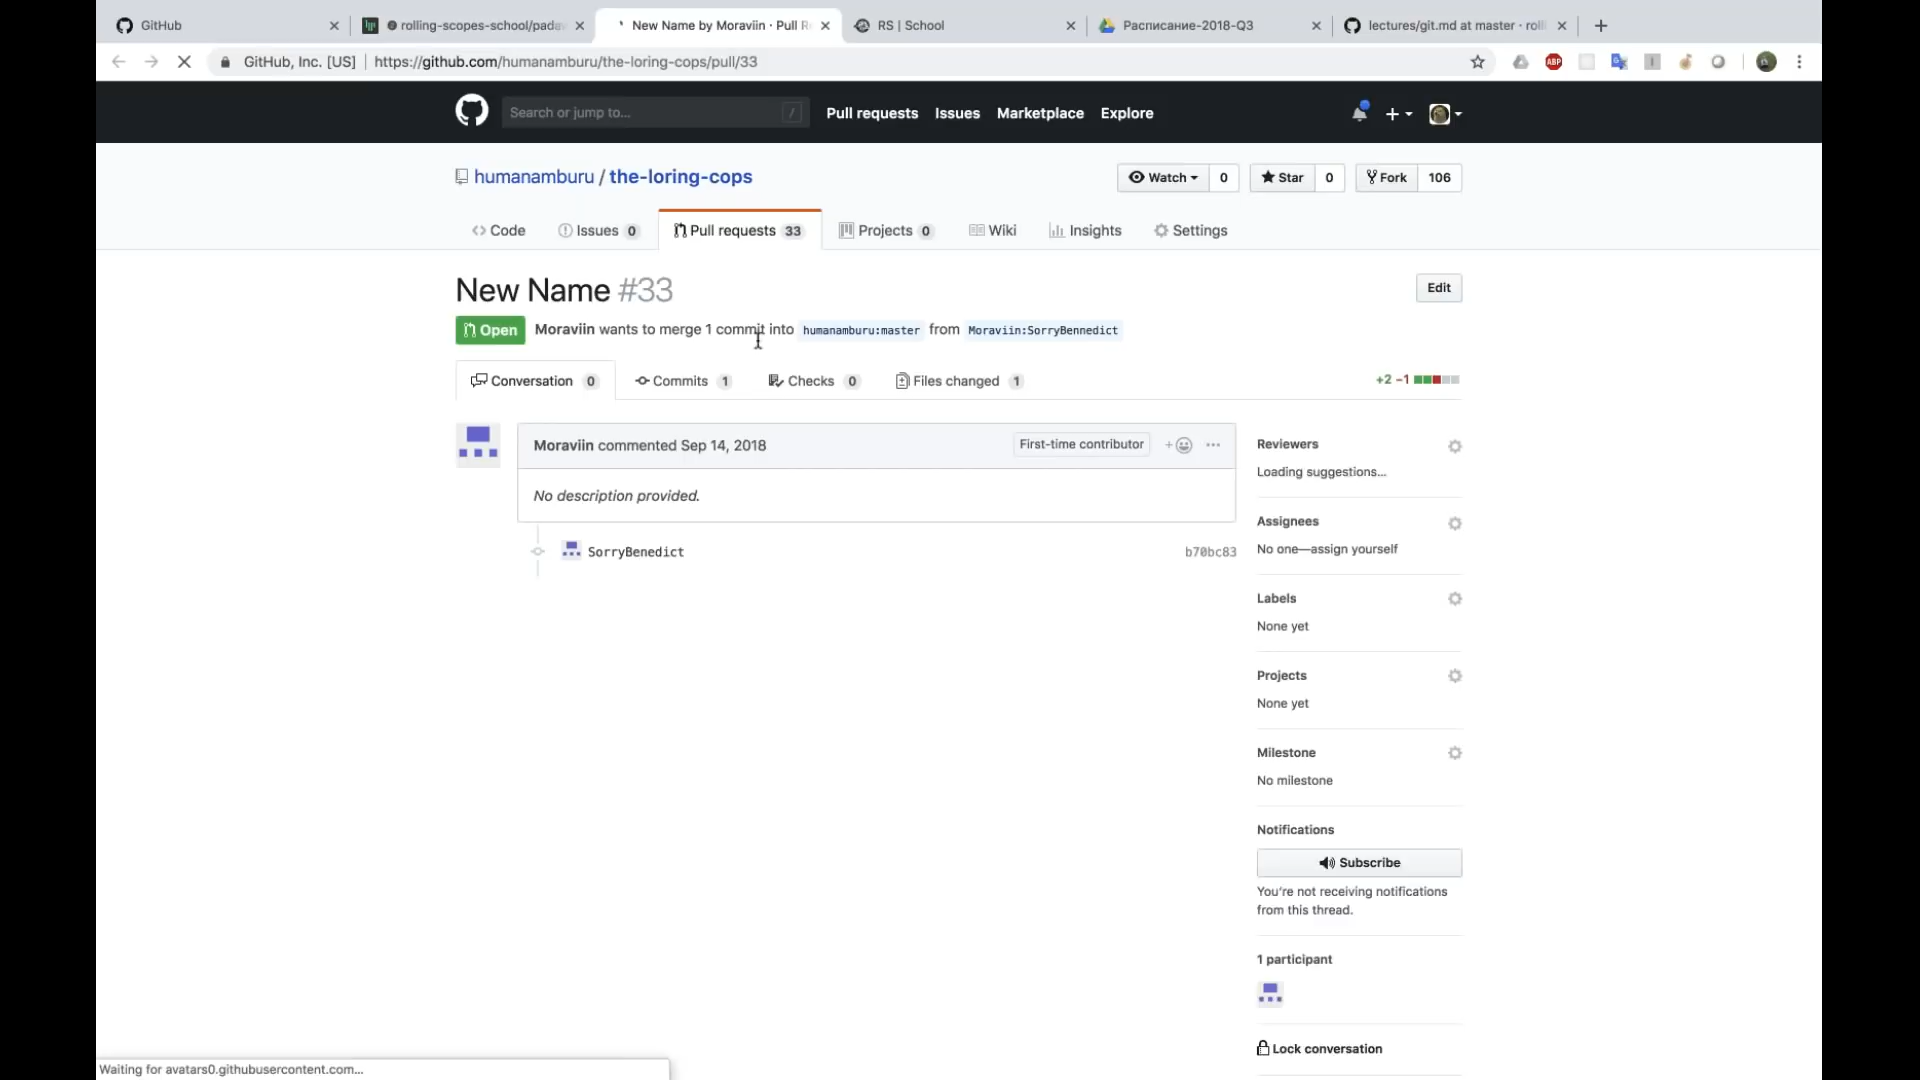 GitHub
rolling-scopes-school/padaw
New Name by Moraviin · Pull R
RS | School
Расписание-2018-Q3
lectures/git.md at master · roll
GitHub, Inc. [US] | https://github.com/humanamburu/the-loring-cops/pull/33
ABP
Search or jump to... /
Pull requests Issues Marketplace Explore
humanamburu / the-loring-cops
Watch 0 Star 0 Fork 106
Code Issues 0 Pull requests 33 Projects 0 Wiki Insights Settings
New Name #33
Edit
Open Moraviin wants to merge 1 commit into humanamburu:master from Moraviin:SorryBennedict
Conversation 0 Commits 1 Checks 0 Files changed 1 +2 −1
Moraviin commented Sep 14, 2018 First-time contributor
No description provided.
SorryBenedict b70bc83
Reviewers
Loading suggestions...
Assignees
No one—assign yourself
Labels
None yet
Projects
None yet
Milestone
No milestone
Notifications
Subscribe
You're not receiving notifications
from this thread.
1 participant
Lock conversation
Waiting for avatars0.githubusercontent.com...